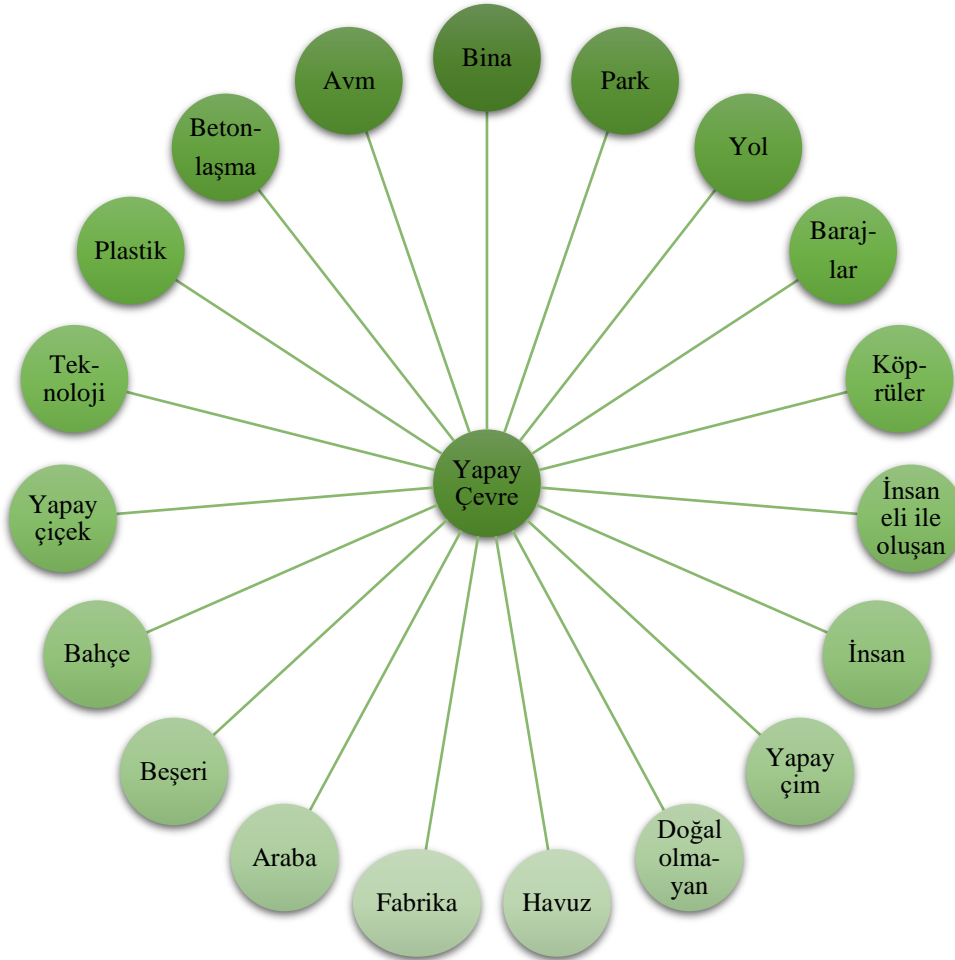 Bina
Park
Yol
Baraj-
lar
Köp-
rüler
İnsan
eli ile
oluşan
İnsan
Yapay
çim
Doğal
olma-
yan
Havuz
Fabrika
Araba
Beşeri
Bahçe
Yapay
çiçek
Tek-
noloji
Plastik
Beton-
laşma
Avm
Yapay
Çevre